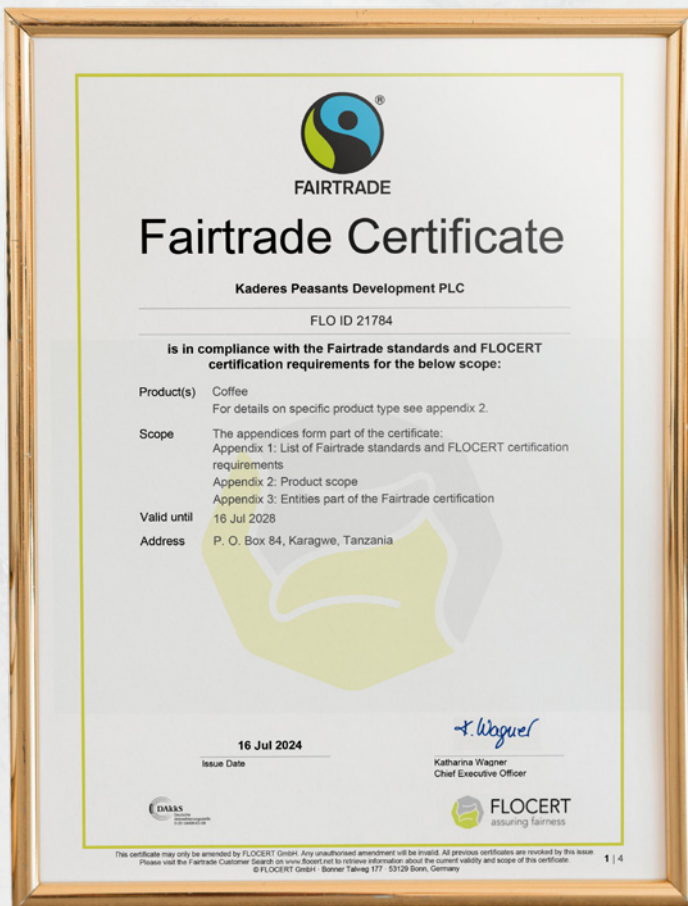 ®
FAIRTRADE
Fairtrade Certificate
Kaderes Peasants Development PLC
FLO ID 21784
is in compliance with the Fairtrade standards and FLOCERT
certification requirements for the below scope:
Product(s) Coffee
For details on specific product type see appendix 2.
Scope The appendices form part of the certificate:
Appendix 1: List of Fairtrade standards and FLOCERT certification
requirements
Appendix 2: Product scope
Appendix 3: Entities part of the Fairtrade certification
Valid until 16 Jul 2028
Address P. O. Box 84, Karagwe, Tanzania
16 Jul 2024
Issue Date
K. Wagner
Katharina Wagner
Chief Executive Officer
DAkkS
Deutsche
Akkreditierungsstelle
FLOCERT
assuring fairness
This certificate may only be amended by FLOCERT GmbH. Any unauthorised amendment will be invalid. All previous certificates are revoked by this issue.
Please visit the Fairtrade Customer Search on www.flocert.net to retrieve information about the current validity and scope of this certificate.
© FLOCERT GmbH - Bonner Talweg 177 - 53129 Bonn, Germany
1 | 4